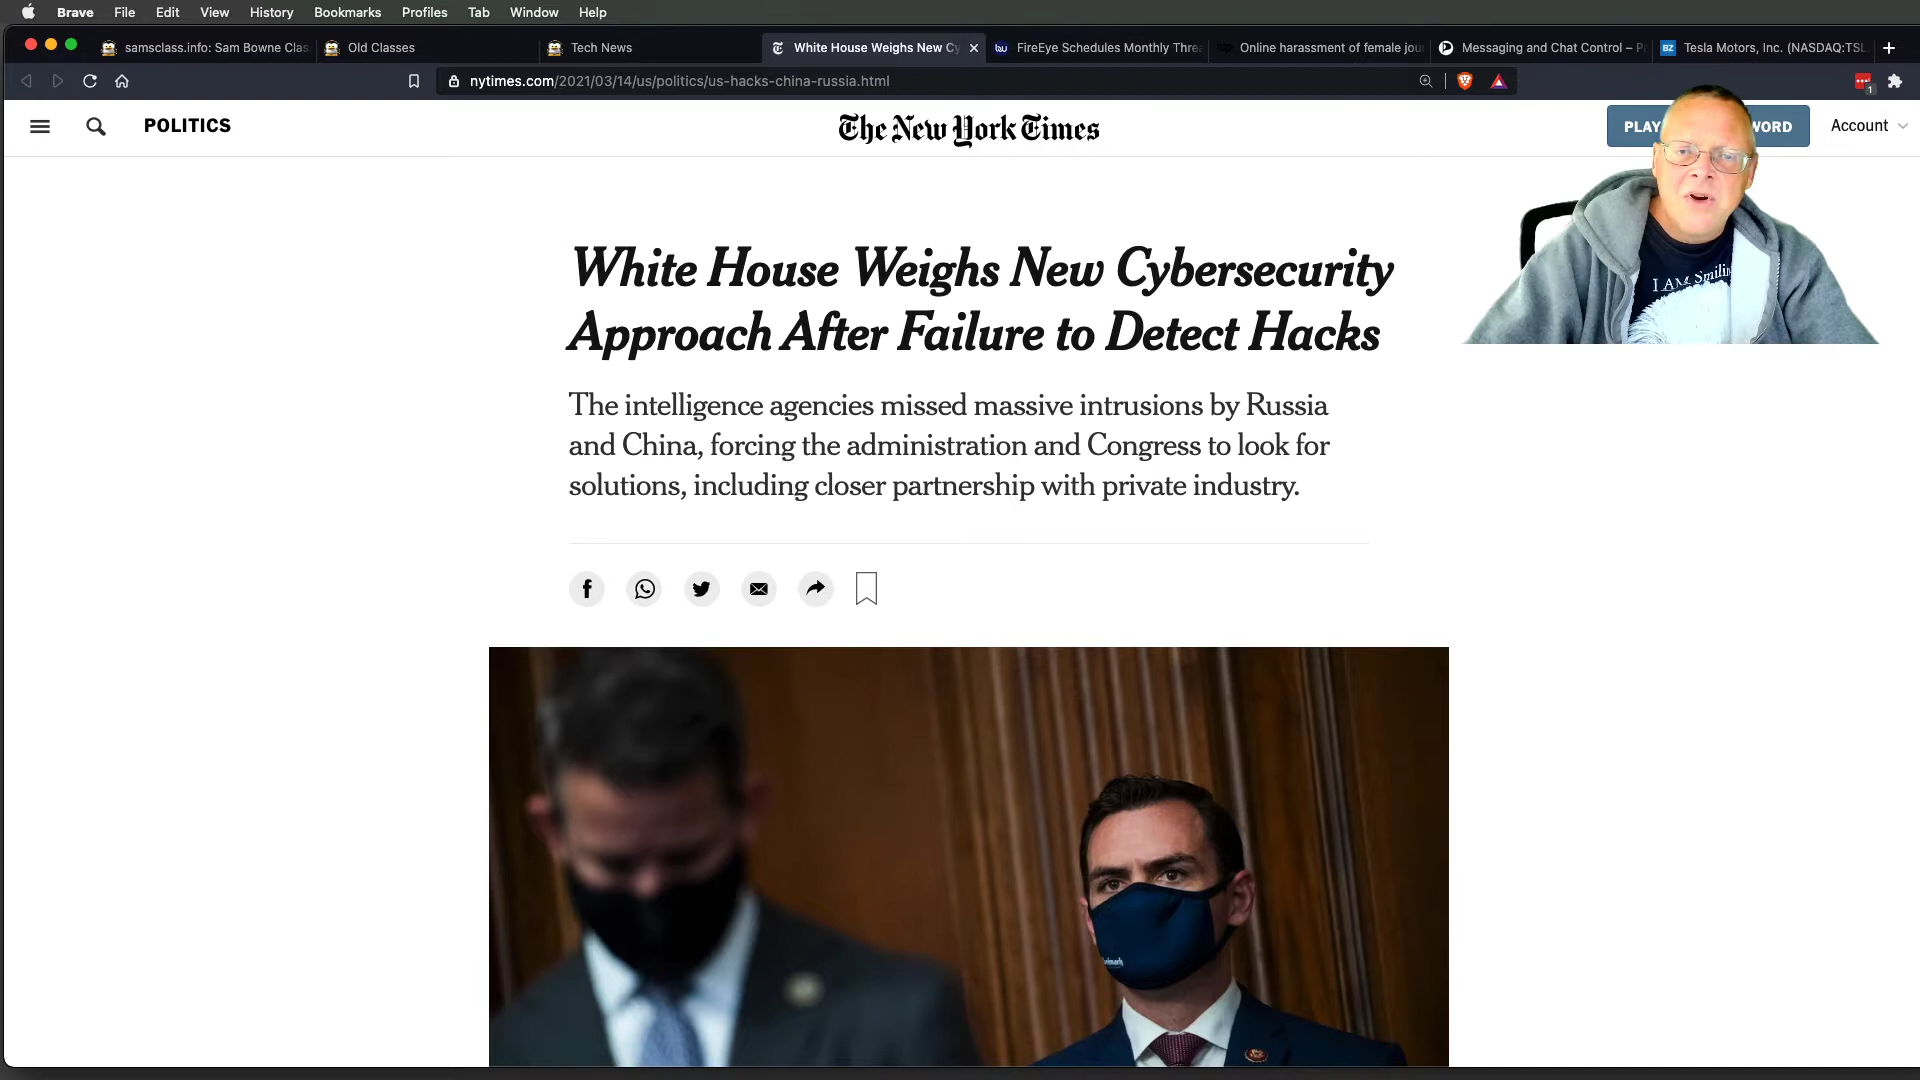 Brave File Edit View History Bookmarks Profiles Tab Window Help
samsclass.info: Sam Bowne Clas Old Classes Tech News White House Weighs New Cy FireEye Schedules Monthly Threa Online harassment of female jou Messaging and Chat Control – Pa Tesla Motors, Inc. (NASDAQ:TSL
nytimes.com/2021/03/14/us/politics/us-hacks-china-russia.html
1
POLITICS The New York Times PLAY WORD Account
I AM Smilin
White House Weighs New Cybersecurity
Approach After Failure to Detect Hacks
The intelligence agencies missed massive intrusions by Russia
and China, forcing the administration and Congress to look for
solutions, including closer partnership with private industry.